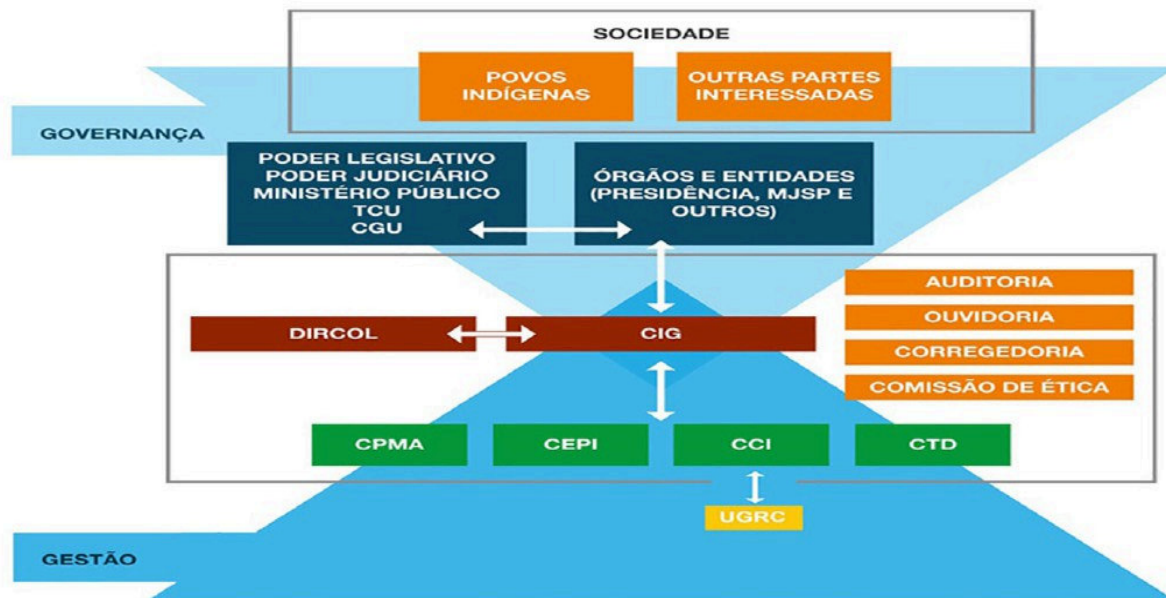 SOCIEDADE
POVOS
INDÍGENAS
OUTRAS PARTES
INTERESSADAS
GOVERNANÇA
PODER LEGISLATIVO
PODER JUDICIÁRIO
MINISTÉRIO PÚBLICO
TCU
CGU
ÓRGÃOS E ENTIDADES
(PRESIDÊNCIA, MJSP E
OUTROS)
AUDITORIA
OUVIDORIA
CORREGEDORIA
COMISSÃO DE ÉTICA
DIRCOL
CIG
CPMA
CEPI
CCI
CTD
UGRC
GESTÃO